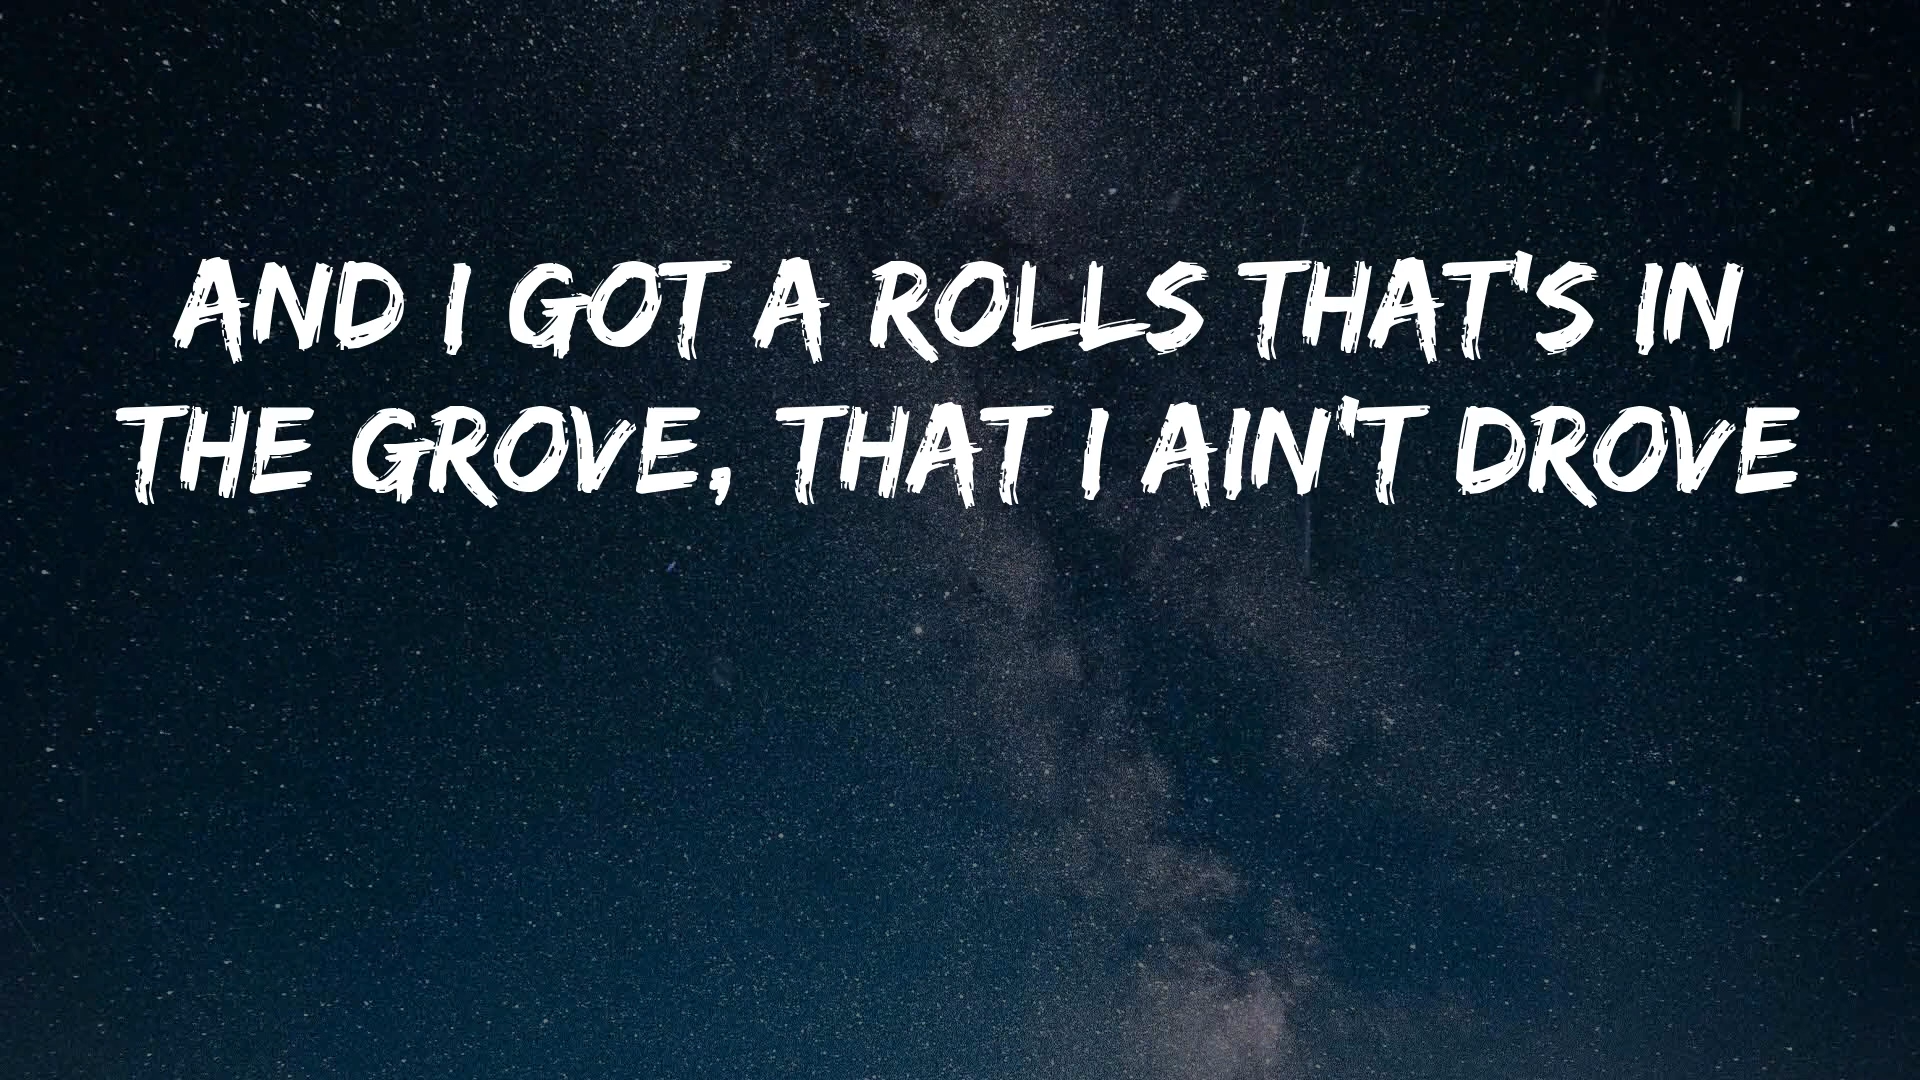 AND I GOT A ROLLS THAT'S IN
THE GROVE, THAT I AIN'T DROVE